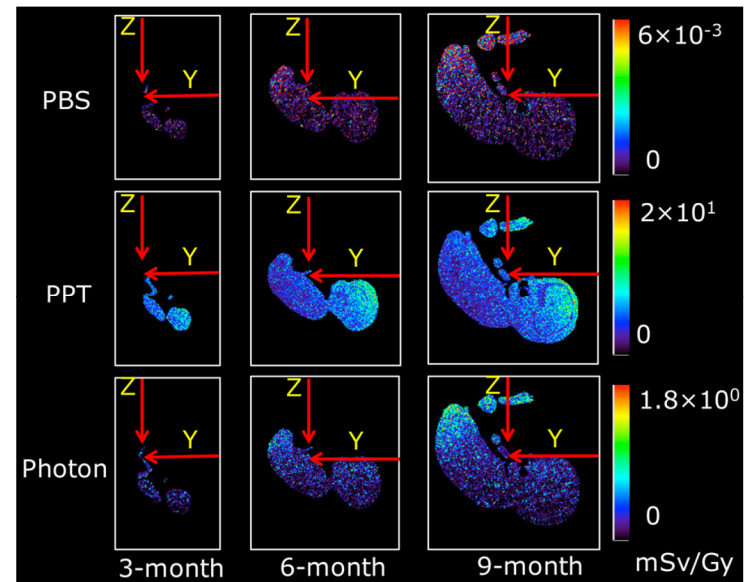 Z
Y
Z
Y
Z
Y
6×10⁻³
PBS
0
Z
Y
Z
Y
Z
Y
2×10¹
PPT
0
Z
Y
Z
Y
Z
Y
1.8×10⁰
Photon
0
3-month
6-month
9-month
mSv/Gy